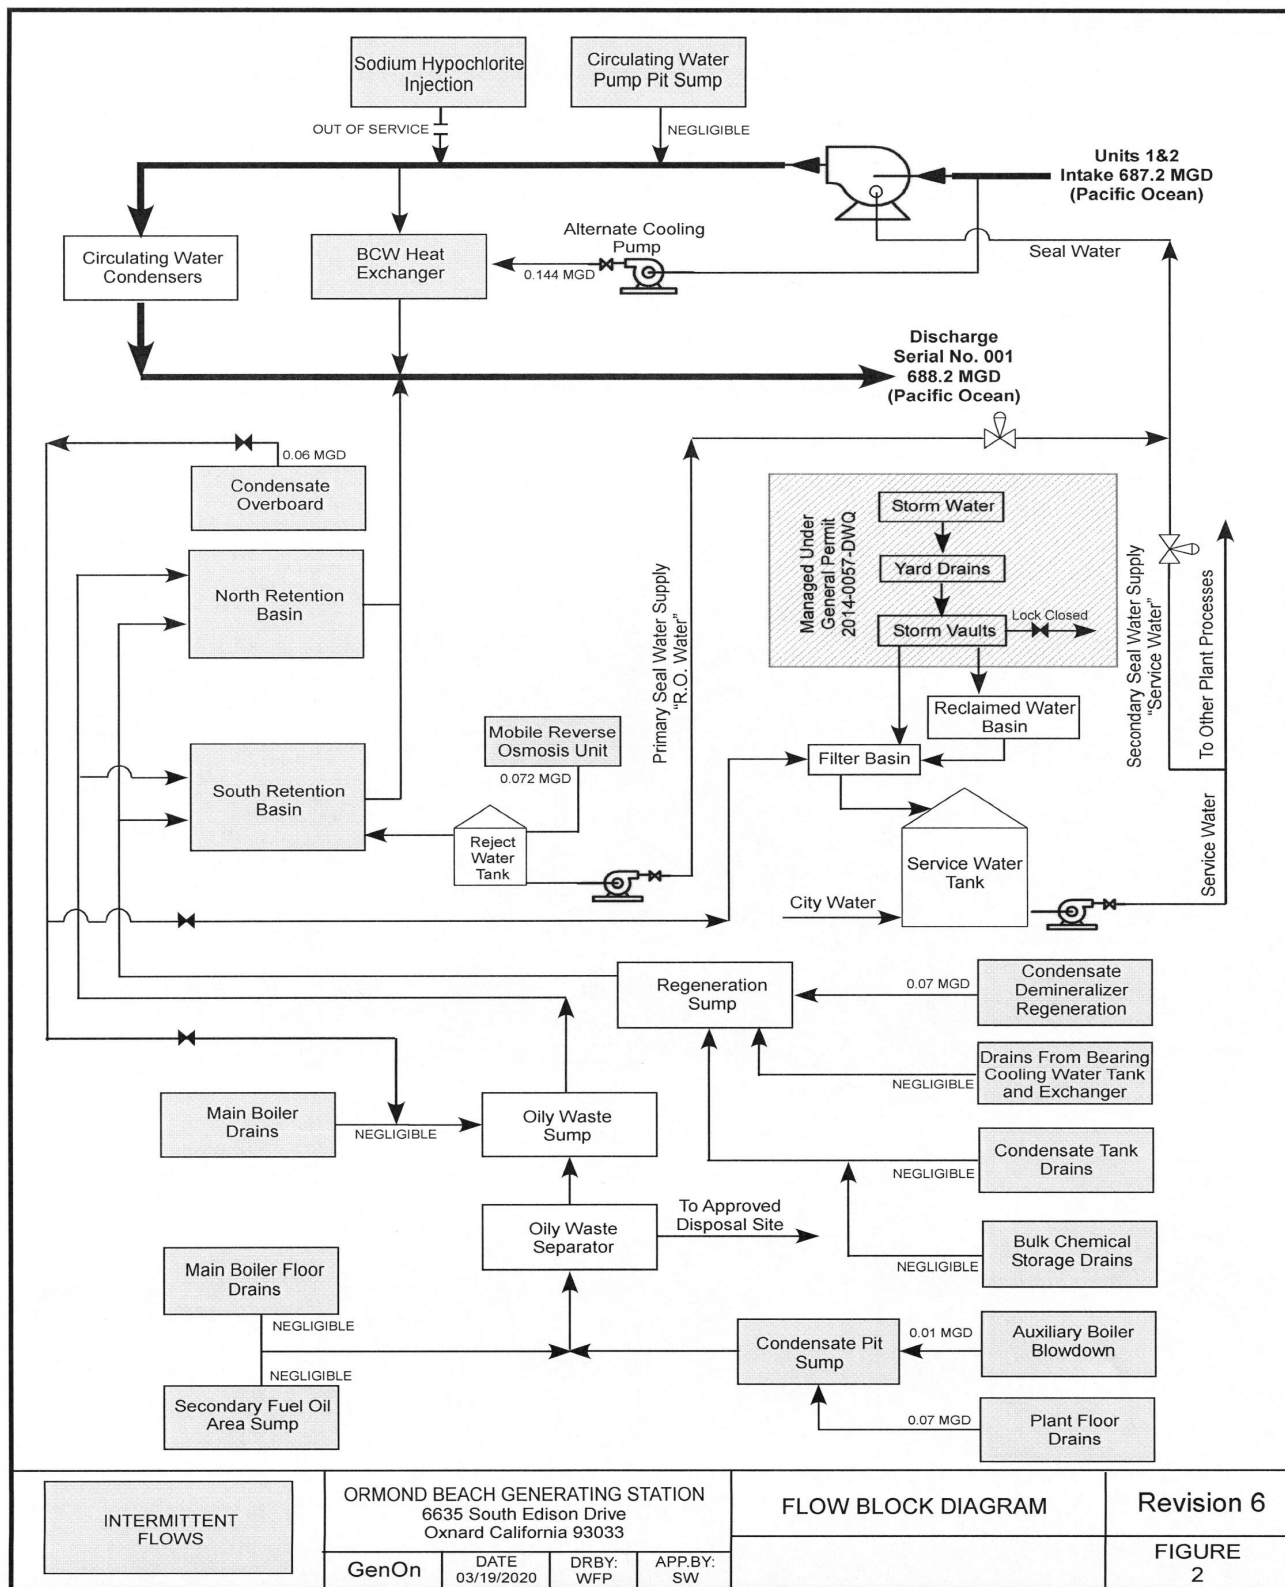 Sodium Hypochlorite
Injection
Circulating Water
Pump Pit Sump
OUT OF SERVICE
NEGLIGIBLE
Units 1&2
Intake 687.2 MGD
(Pacific Ocean)
Circulating Water
Condensers
BCW Heat
Exchanger
Alternate Cooling
Pump
0.144 MGD
Seal Water
Discharge
Serial No. 001
688.2 MGD
(Pacific Ocean)
0.06 MGD
Condensate
Overboard
North Retention
Basin
South Retention
Basin
Mobile Reverse
Osmosis Unit
0.072 MGD
Reject
Water
Tank
Primary Seal Water Supply
"R.O. Water"
Managed Under
General Permit
2014-0057-DWQ
Storm Water
Yard Drains
Storm Vaults
Lock Closed
Reclaimed Water
Basin
Filter Basin
Service Water
Tank
City Water
Secondary Seal Water Supply
"Service Water"
To Other Plant Processes
Service Water
Regeneration
Sump
0.07 MGD
Condensate
Demineralizer
Regeneration
NEGLIGIBLE
Drains From Bearing
Cooling Water Tank
and Exchanger
Main Boiler
Drains
NEGLIGIBLE
Oily Waste
Sump
NEGLIGIBLE
Condensate Tank
Drains
Oily Waste
Separator
To Approved
Disposal Site
NEGLIGIBLE
Bulk Chemical
Storage Drains
Main Boiler Floor
Drains
NEGLIGIBLE
NEGLIGIBLE
Secondary Fuel Oil
Area Sump
Condensate Pit
Sump
0.01 MGD
Auxiliary Boiler
Blowdown
0.07 MGD
Plant Floor
Drains
INTERMITTENT
FLOWS
ORMOND BEACH GENERATING STATION
6635 South Edison Drive
Oxnard California 93033
GenOn
DATE
03/19/2020
DRBY:
WFP
APP.BY:
SW
FLOW BLOCK DIAGRAM
Revision 6
FIGURE
2